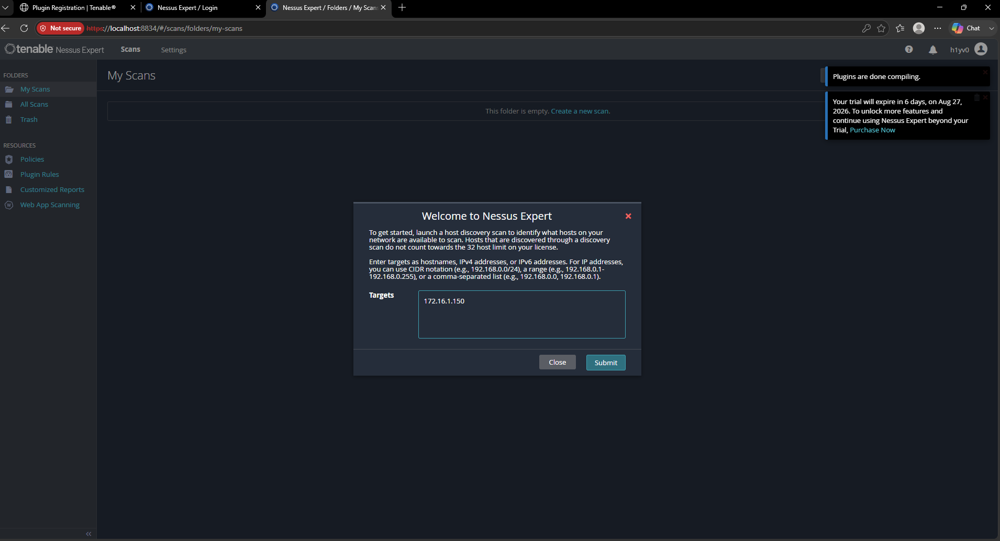 Plugin Registration | Tenable®
Nessus Expert / Login
Nessus Expert / Folders / My Scans
Not secure https://localhost:8834/#/scans/folders/my-scans
Chat
tenable Nessus Expert
Scans
Settings
h1yv0
FOLDERS
My Scans
All Scans
Trash
RESOURCES
Policies
Plugin Rules
Customized Reports
Web App Scanning
My Scans
This folder is empty. Create a new scan.
Plugins are done compiling.
Your trial will expire in 6 days, on Aug 27,
2026. To unlock more features and
continue using Nessus Expert beyond your
Trial, Purchase Now
Welcome to Nessus Expert
To get started, launch a host discovery scan to identify what hosts on your
network are available to scan. Hosts that are discovered through a discovery
scan do not count towards the 32 host limit on your license.
Enter targets as hostnames, IPv4 addresses, or IPv6 addresses. For IP addresses,
you can use CIDR notation (e.g., 192.168.0.0/24), a range (e.g., 192.168.0.1-
192.168.0.255), or a comma-separated list (e.g., 192.168.0.0, 192.168.0.1).
Targets
172.16.1.150
Close
Submit